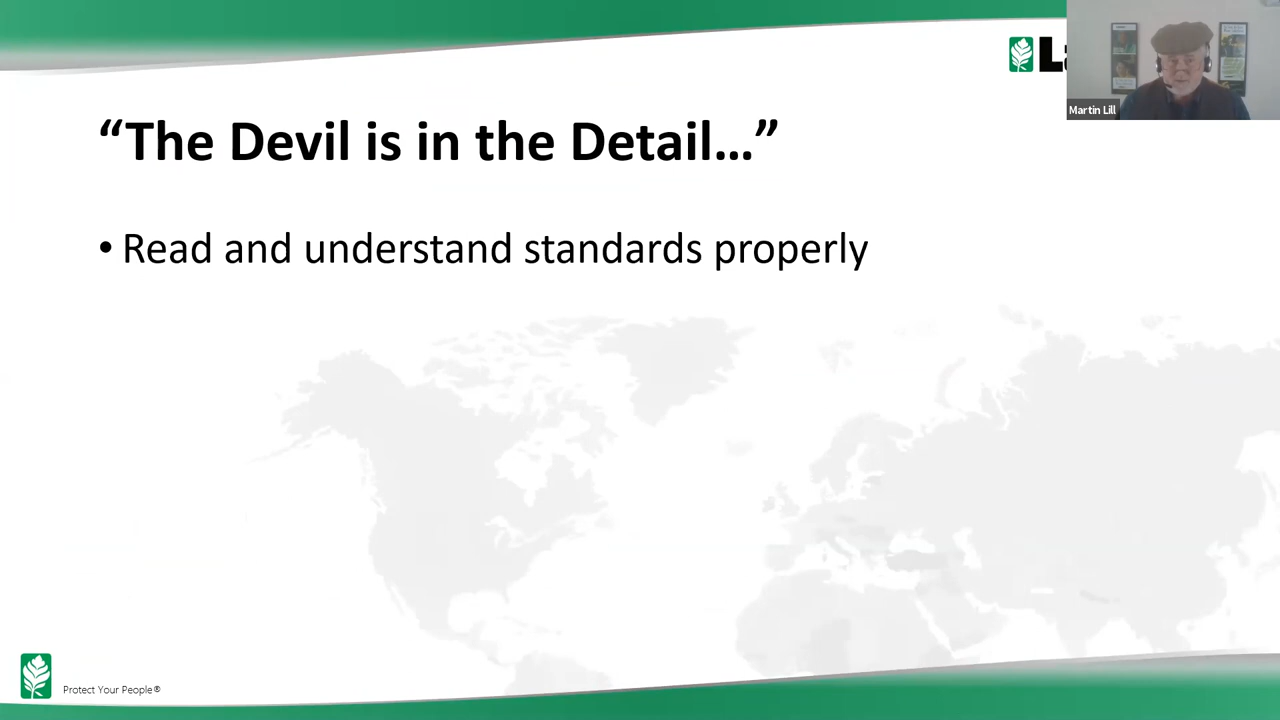 “The Devil is in the Detail...”
• Read and understand standards properly
Martin Lill
Protect Your People®